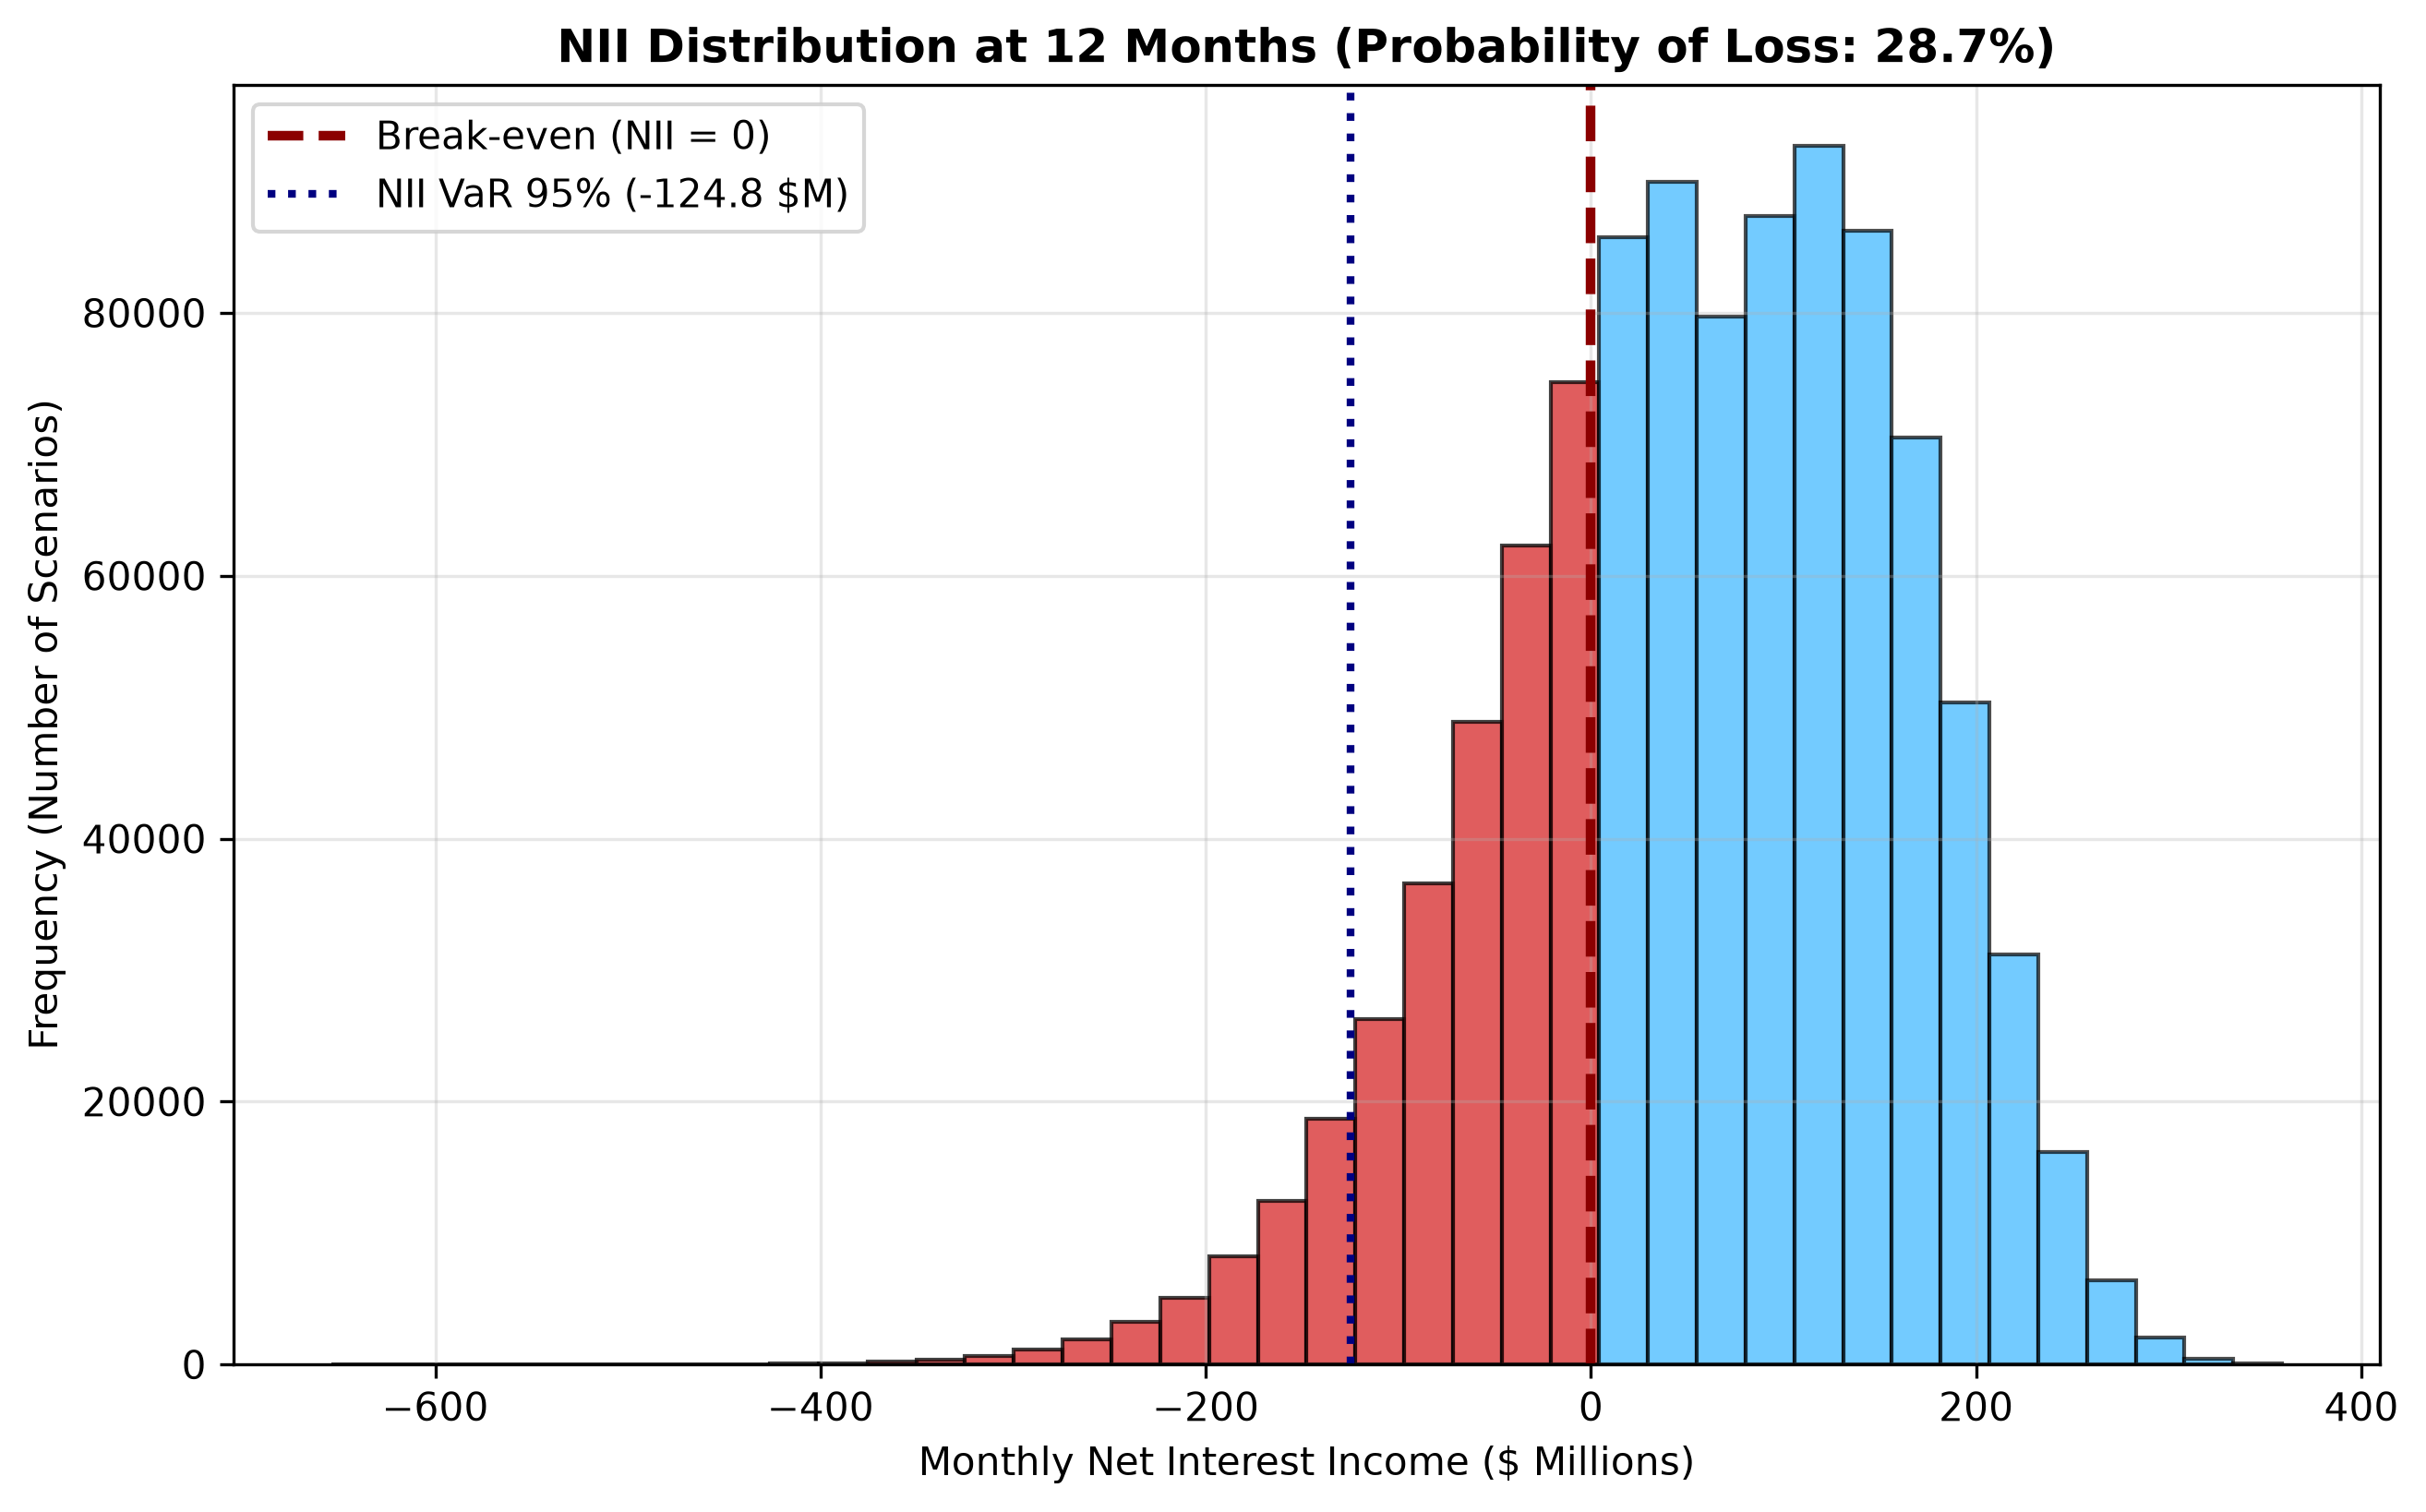 NII Distribution at 12 Months (Probability of Loss: 28.7%)
Break-even (NII = 0)
NII VaR 95% (-124.8 $M)
Frequency (Number of Scenarios)
80000
60000
40000
20000
0
−600
−400
−200
0
200
400
Monthly Net Interest Income ($ Millions)